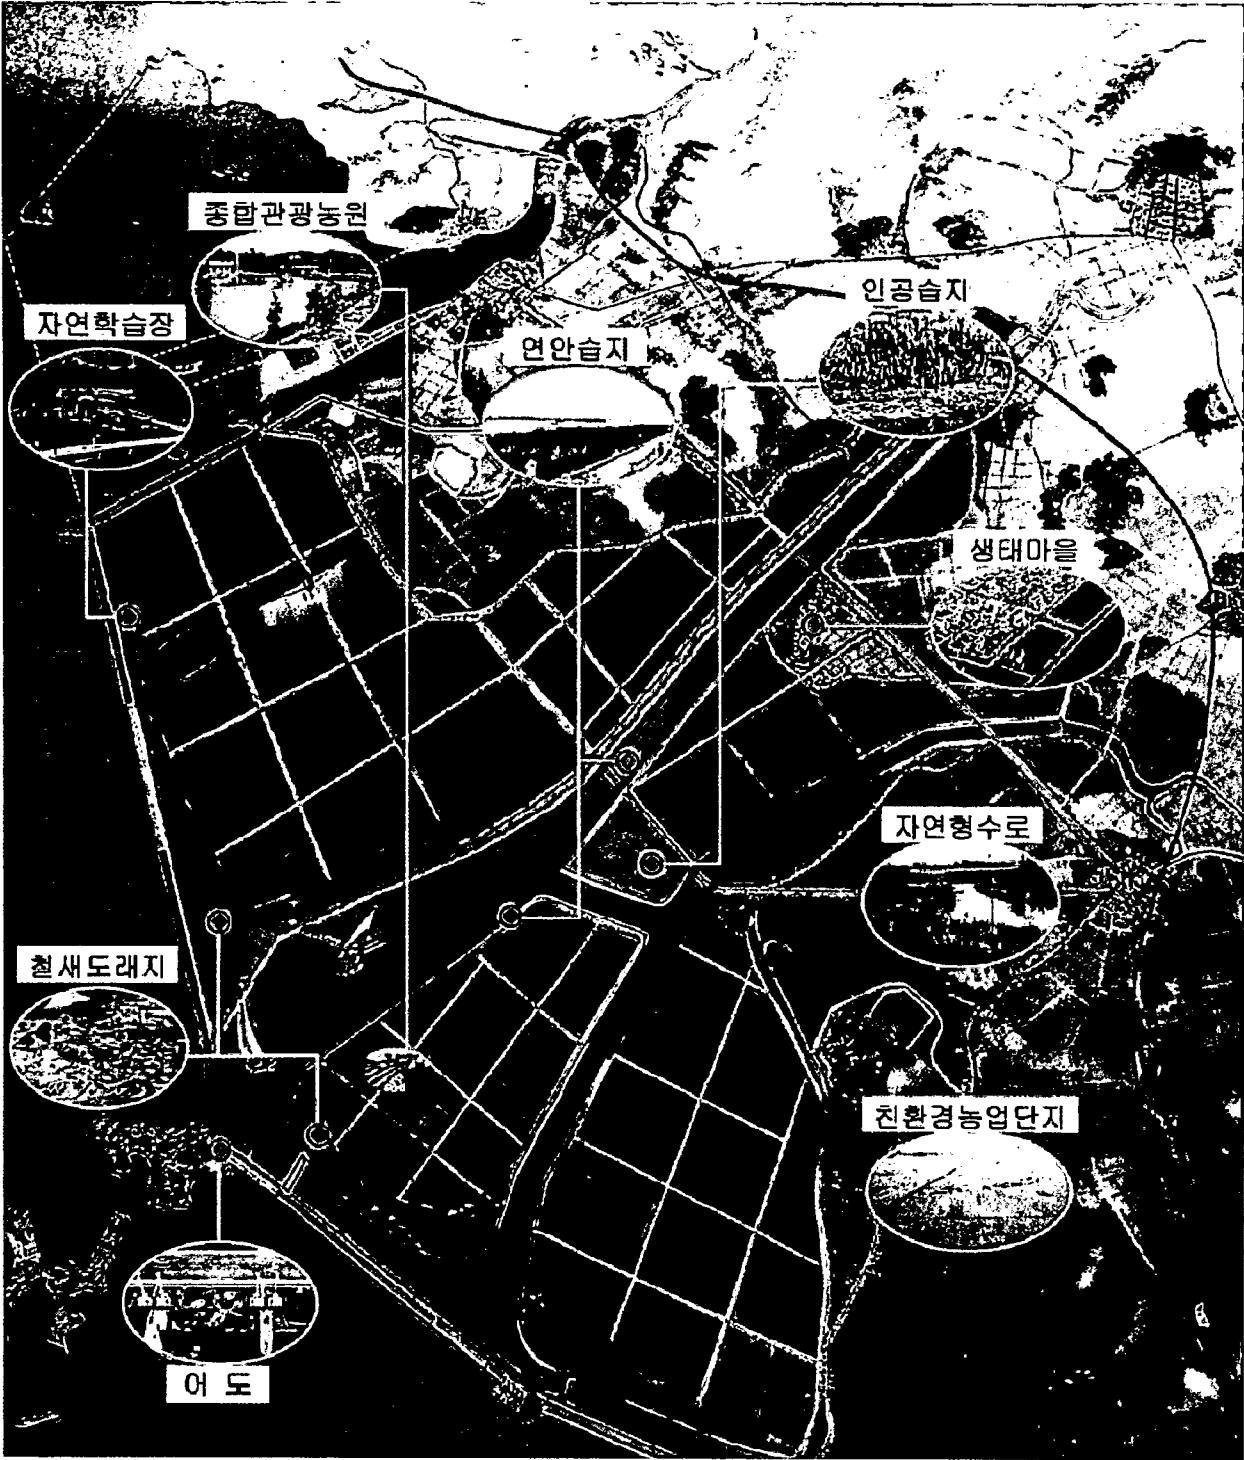 종합관광농원
인공습지
자연학습장
연안습지
생태마을
자연형수로
철새도래지
친환경농업단지
어 도